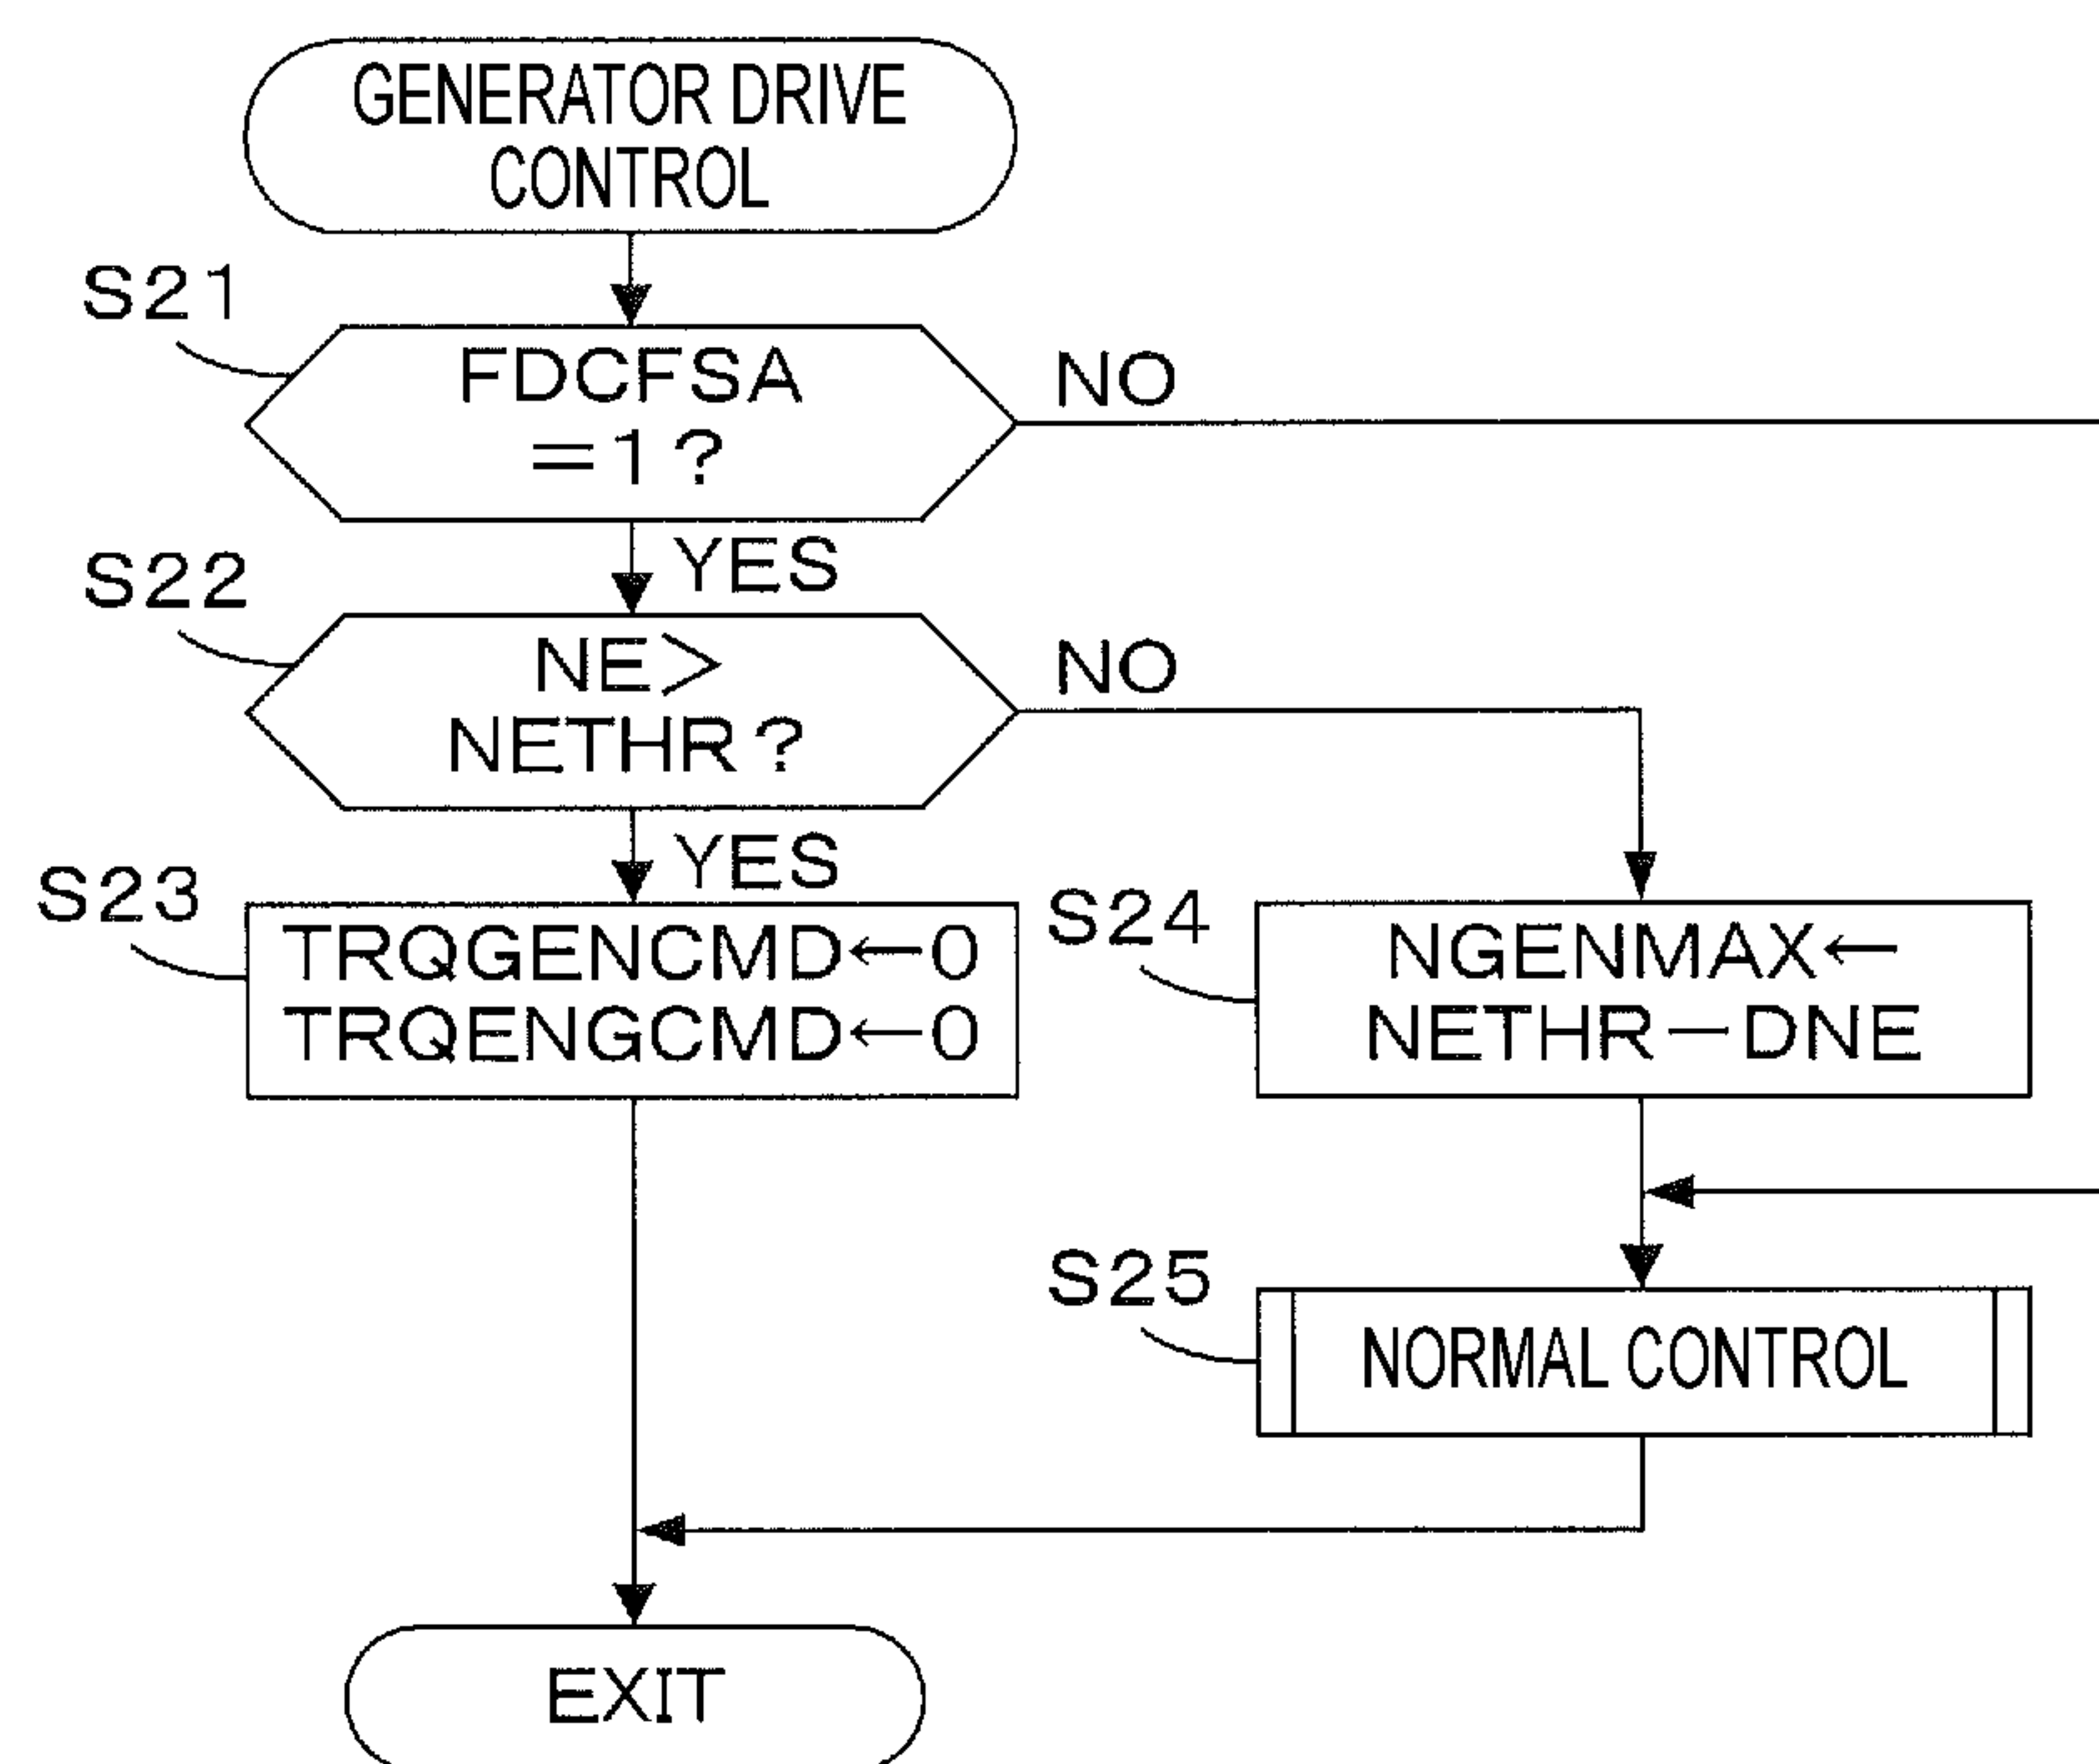 GENERATOR DRIVE
CONTROL
S21
FDCFSA
=1?
NO
YES
S22
NE>
NETHR?
NO
YES
S23
TRQGENCMD←0
TRQENGCMD←0
S24
NGENMAX←
NETHR−DNE
S25
NORMAL CONTROL
EXIT